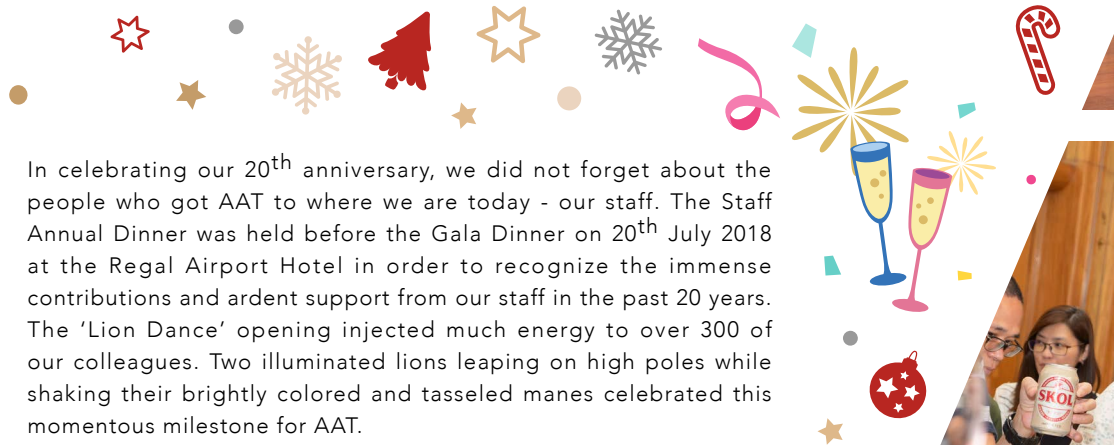 In celebrating our 20th anniversary, we did not forget about the
people who got AAT to where we are today - our staff. The Staff
Annual Dinner was held before the Gala Dinner on 20th July 2018
at the Regal Airport Hotel in order to recognize the immense
contributions and ardent support from our staff in the past 20 years.
The ‘Lion Dance’ opening injected much energy to over 300 of
our colleagues. Two illuminated lions leaping on high poles while
shaking their brightly colored and tasseled manes celebrated this
momentous milestone for AAT.
SKOL